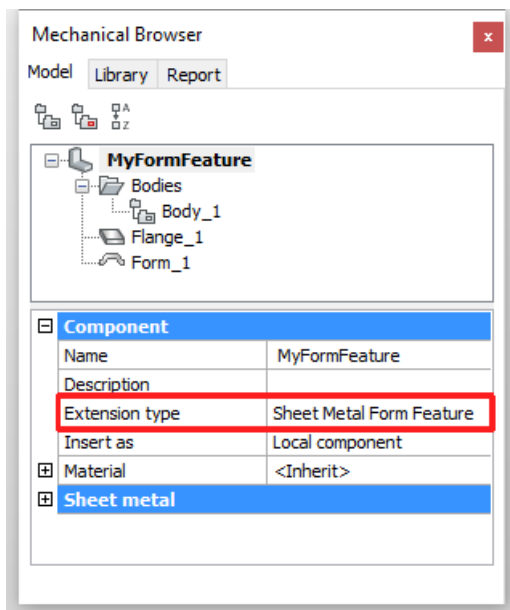 Mechanical Browser
x
Model Library Report
A
Z
MyFormFeature
Bodies
Body_1
Flange_1
Form_1
Component
Name MyFormFeature
Description
Extension type Sheet Metal Form Feature
Insert as Local component
Material <Inherit>
Sheet metal